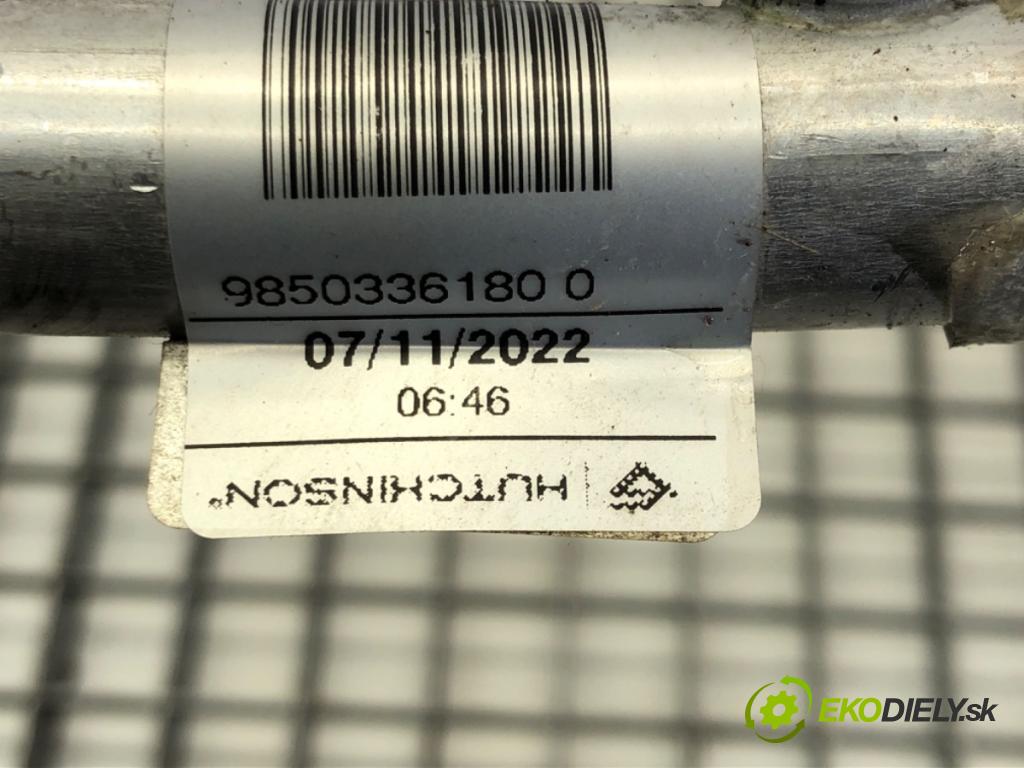 9850336180 0
07/11/2022
06:46
HUTCHINSON®
EKODIELY.sk